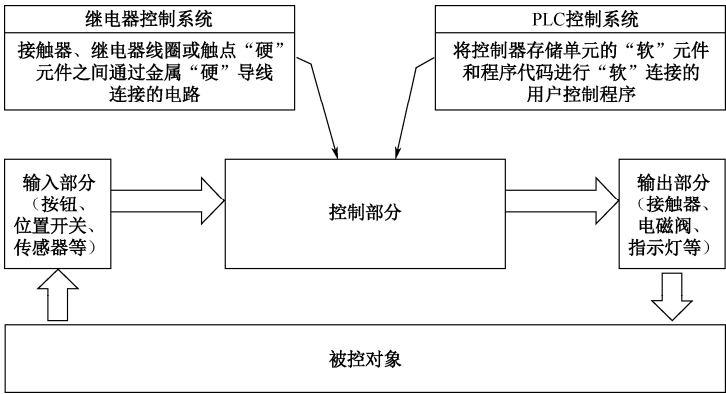 继电器控制系统
接触器、继电器线圈或触点“硬”
元件之间通过金属“硬”导线
连接的电路
PLC控制系统
将控制器存储单元的“软”元件
和程序代码进行“软”连接的
用户控制程序
输入部分
（按钮、
位置开关、
传感器等）
控制部分
输出部分
（接触器、
电磁阀、
指示灯等）
被控对象